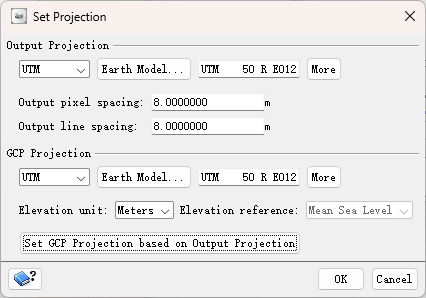 Set Projection
Output Projection
UTM Earth Model... UTM 50 R E012 More
Output pixel spacing: 8.0000000 m
Output line spacing: 8.0000000 m
GCP Projection
UTM Earth Model... UTM 50 R E012 More
Elevation unit: Meters Elevation reference: Mean Sea Level
Set GCP Projection based on Output Projection
? OK Cancel